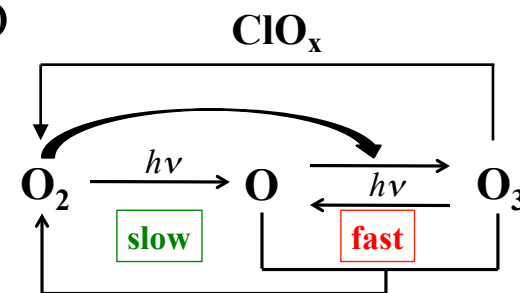 ClOₓ
hν
hν
O₂ O O₃
slow fast